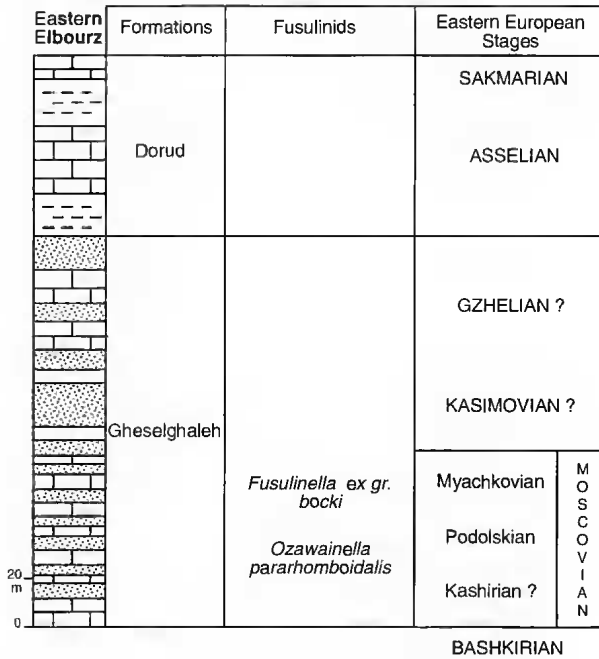 Eastern
Elbourz
Formations
Fusulinids
Eastern European
Stages
SAKMARIAN
Dorud
ASSELIAN
GZHELIAN ?
KASIMOVIAN ?
Gheselghaleh
Fusulinella ex gr.
bocki
Myachkovian
Ozawainella
pararhomboidalis
Podolskian
Kashirian ?
MOSCOVIAN
20
m
0
BASHKIRIAN